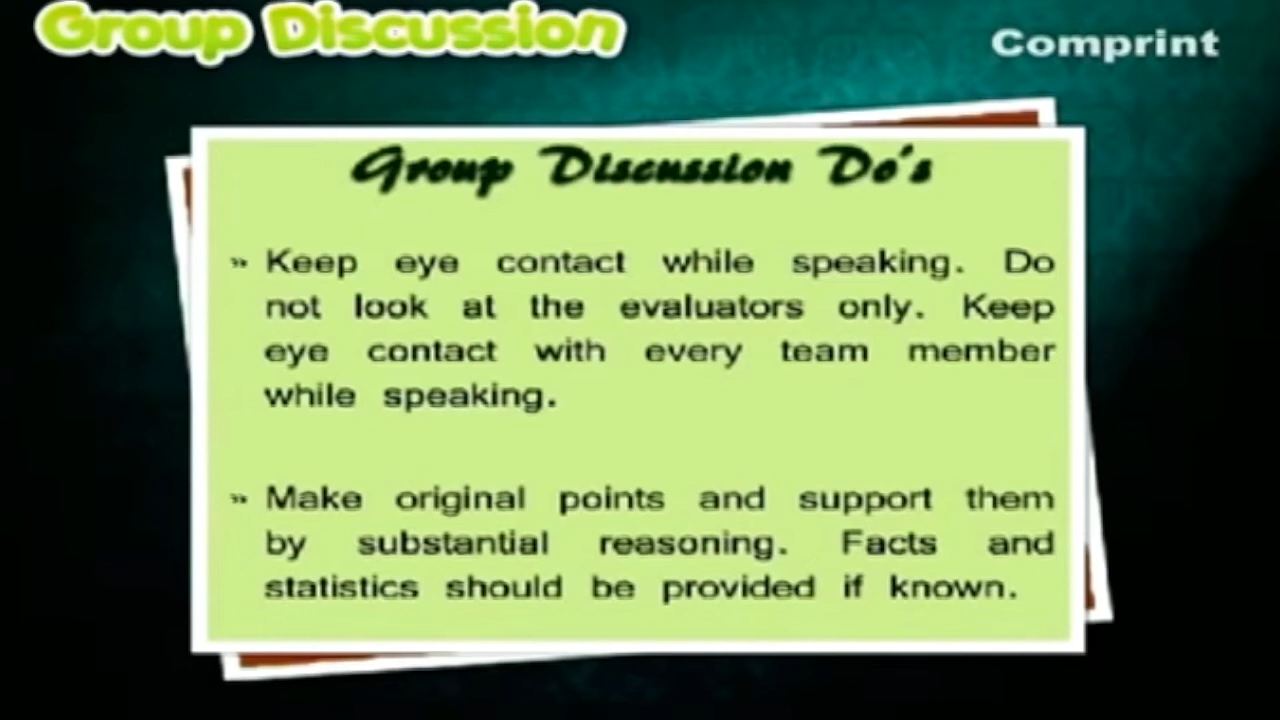 Group Discussion
Comprint
Group Discussion Do's
» Keep eye contact while speaking. Do
not look at the evaluators only. Keep
eye contact with every team member
while speaking.
» Make original points and support them
by substantial reasoning. Facts and
statistics should be provided if known.